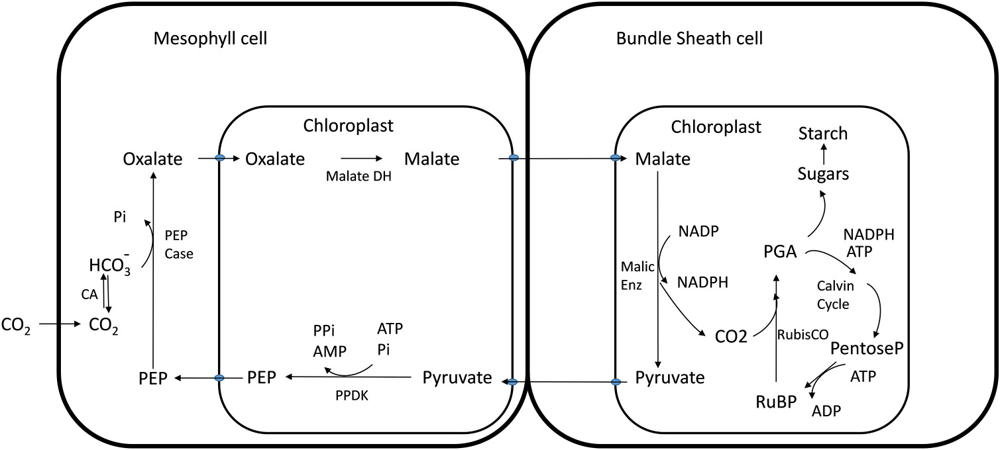 Mesophyll cell
Bundle Sheath cell
Chloroplast
Oxalate
Oxalate
Malate
Malate DH
Pi
PEP
Case
HCO₃⁻
CA
CO₂
CO₂
PPi
AMP
ATP
Pi
PEP
PEP
Pyruvate
PPDK
Chloroplast
Malate
Starch
Sugars
NADP
NADPH
Malic
Enz
PGA
NADPH
ATP
Calvin
Cycle
CO2
RubisCO
PentoseP
ATP
ADP
RuBP
Pyruvate